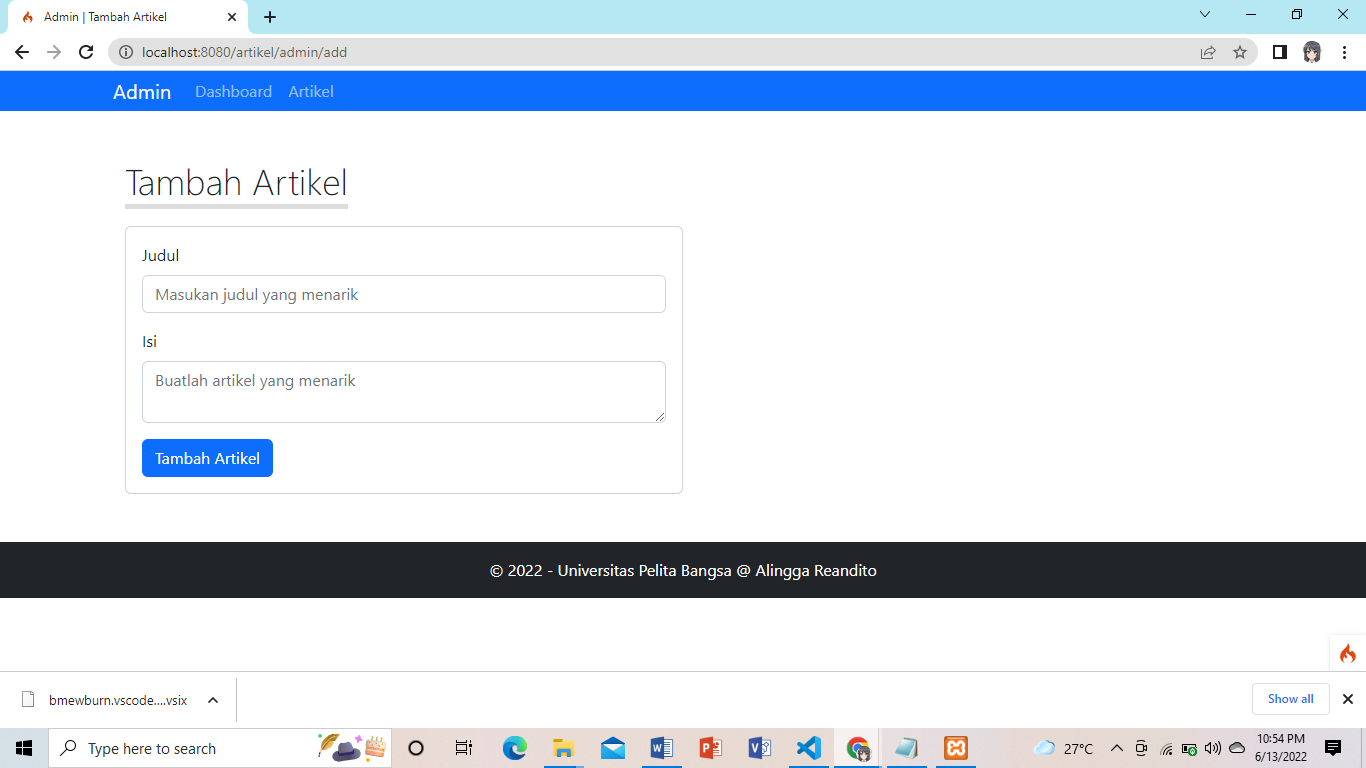 Admin | Tambah Artikel
localhost:8080/artikel/admin/add
Admin Dashboard Artikel
Tambah Artikel
Judul
Masukan judul yang menarik
Isi
Buatlah artikel yang menarik
Tambah Artikel
© 2022 - Universitas Pelita Bangsa @ Alingga Reandito
bmewburn.vscode....vsix
Show all
Type here to search
27°C
10:54 PM
6/13/2022